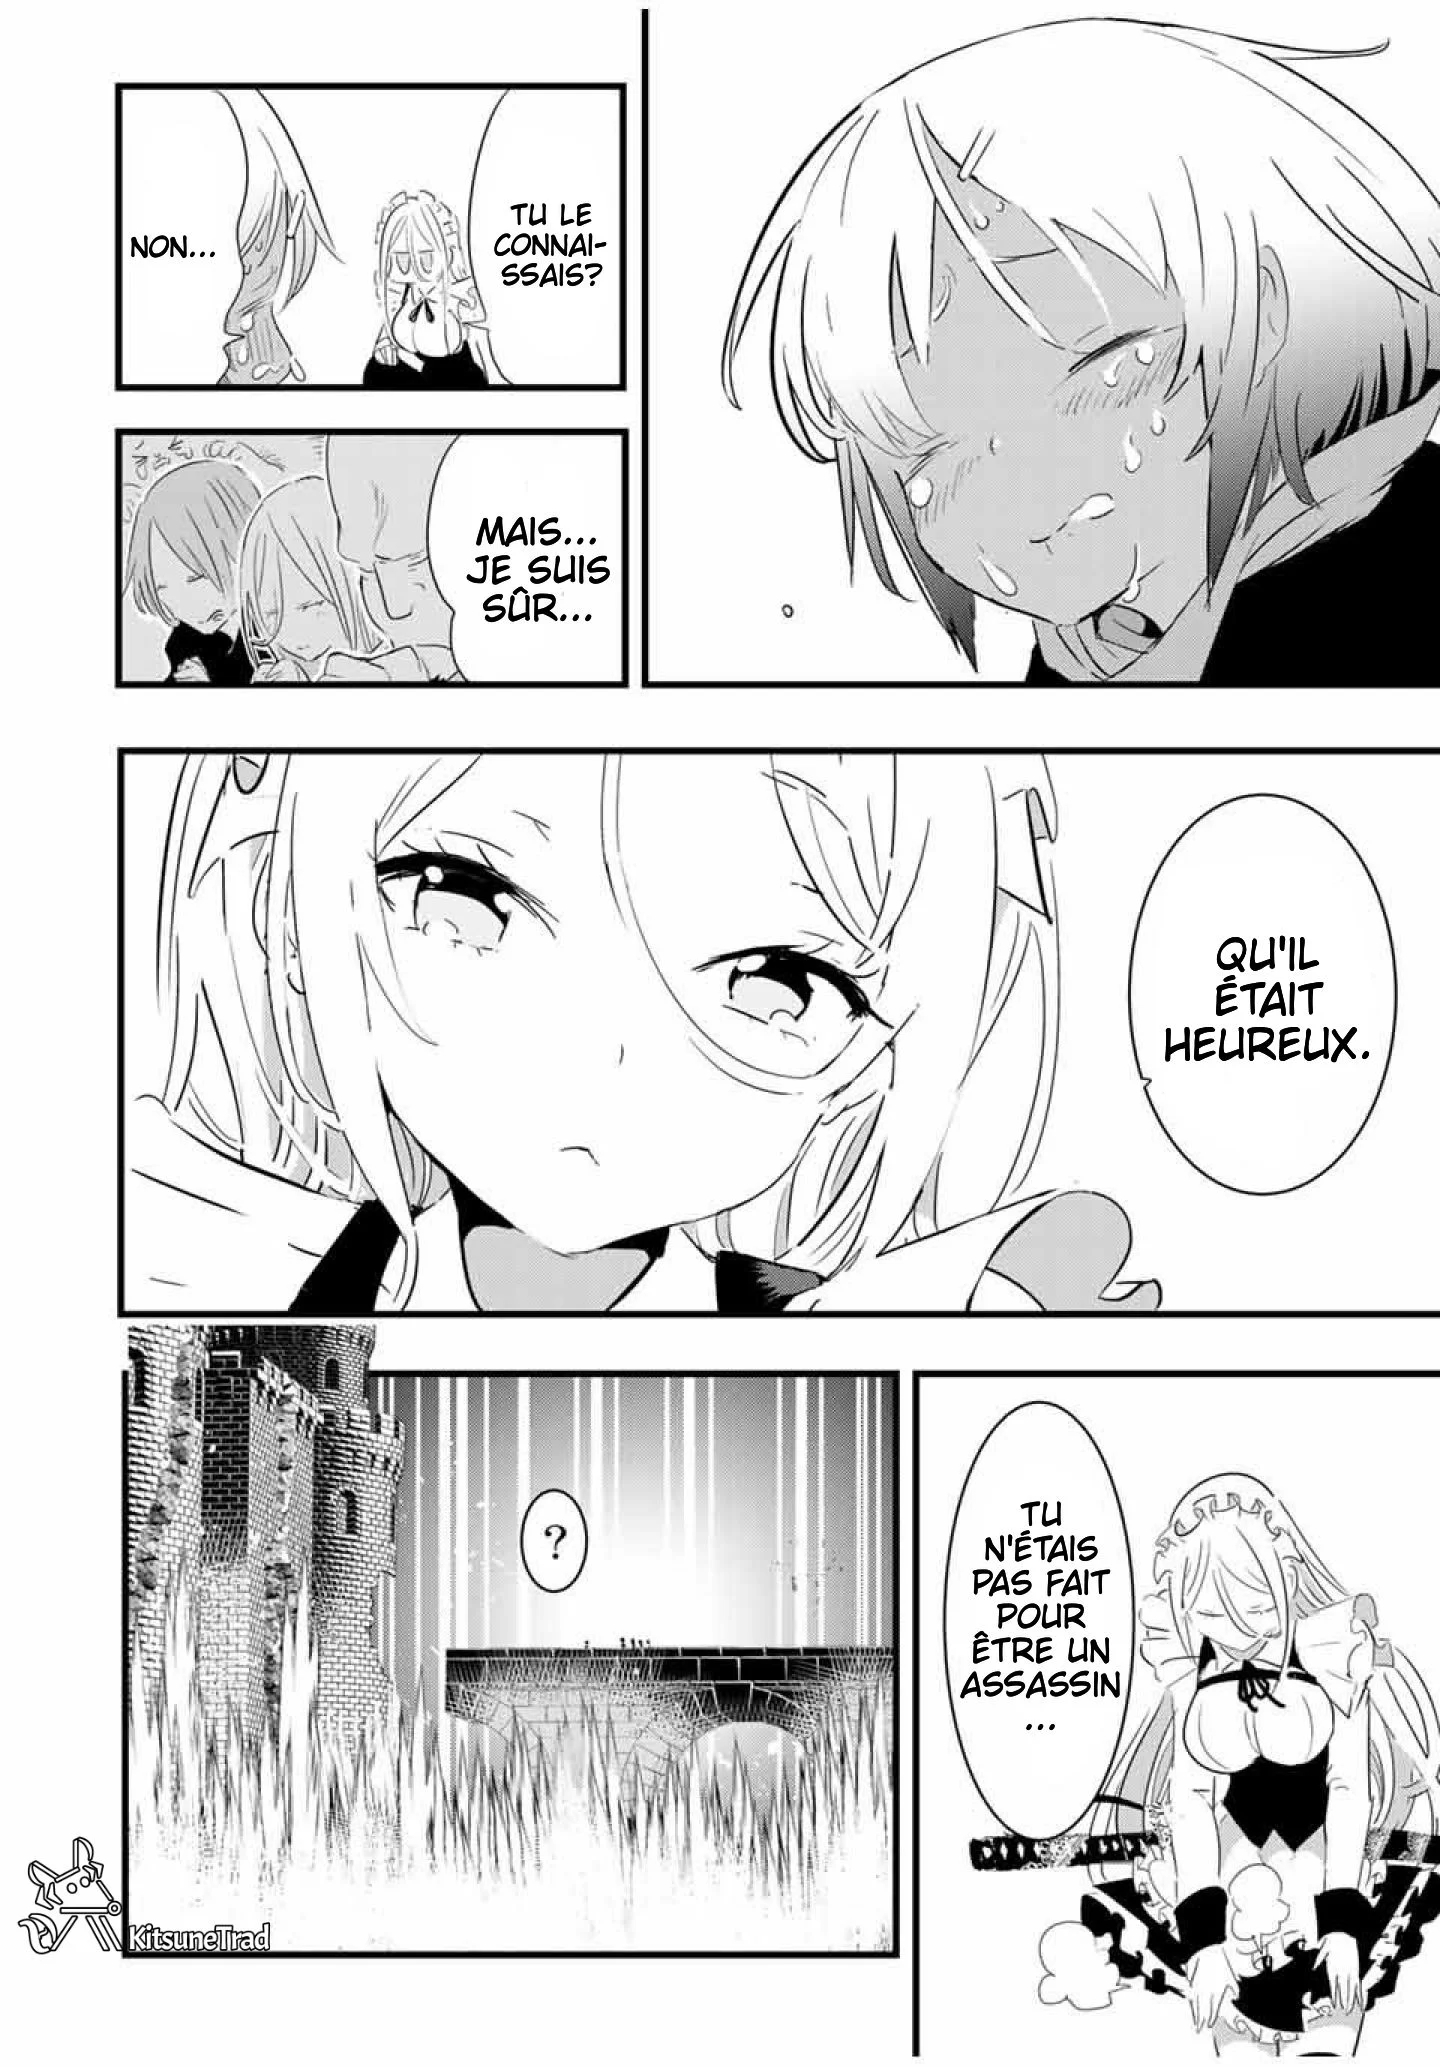 TU LE
CONNAI-
SSAIS?
NON...
MAIS...
JE SUIS
SÛR...
QU'IL
ÉTAIT
HEUREUX.
TU
N'ÉTAIS
PAS FAIT
POUR
ÊTRE UN
ASSASSIN
...
?
KitsuneTrad